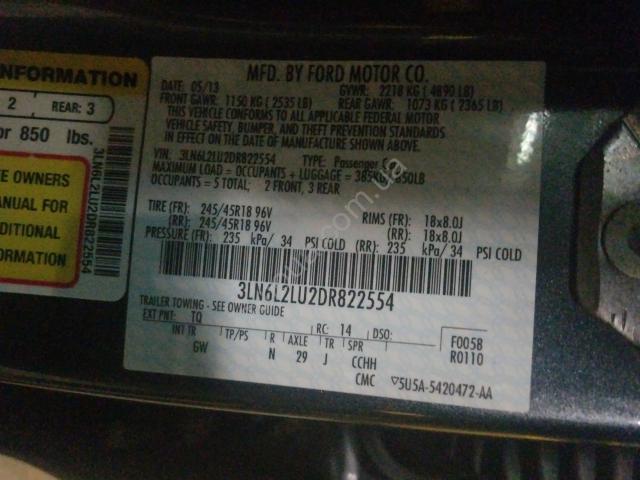 INFORMATION
2 REAR: 3
or 850 lbs.
SEE OWNERS
MANUAL FOR
ADDITIONAL
INFORMATION
3LN6L2LU2DR822554
MFD. BY FORD MOTOR CO.
DATE: 05/13 GVWR: 2218 KG ( 4890 LB)
FRONT GAWR: 1150 KG ( 2535 LB) REAR GAWR: 1073 KG ( 2365 LB)
THIS VEHICLE CONFORMS TO ALL APPLICABLE FEDERAL MOTOR
VEHICLE SAFETY, BUMPER, AND THEFT PREVENTION STANDARDS
IN EFFECT ON THE DATE OF MANUFACTURE SHOWN ABOVE.
VIN: 3LN6L2LU2DR822554 TYPE: Passenger Car
MAXIMUM LOAD = OCCUPANTS + LUGGAGE = 385KG 850LB
OCCUPANTS = 5 TOTAL, 2 FRONT, 3 REAR
TIRE (FR): 245/45R18 96V RIMS (FR): 18x8.0J
(RR): 245/45R18 96V (RR): 18x8.0J
PRESSURE (FR): 235 kPa/ 34 PSI COLD (RR): 235 kPa/ 34 PSI COLD
3LN6L2LU2DR822554
TRAILER TOWING - SEE OWNER GUIDE
EXT PNT: TQ RC: 14 DSO: F0058
INT TR TP/PS R AXLE TR SPR R0110
GW N 29 J CCHH
CMC ▽5U5A-5420472-AA